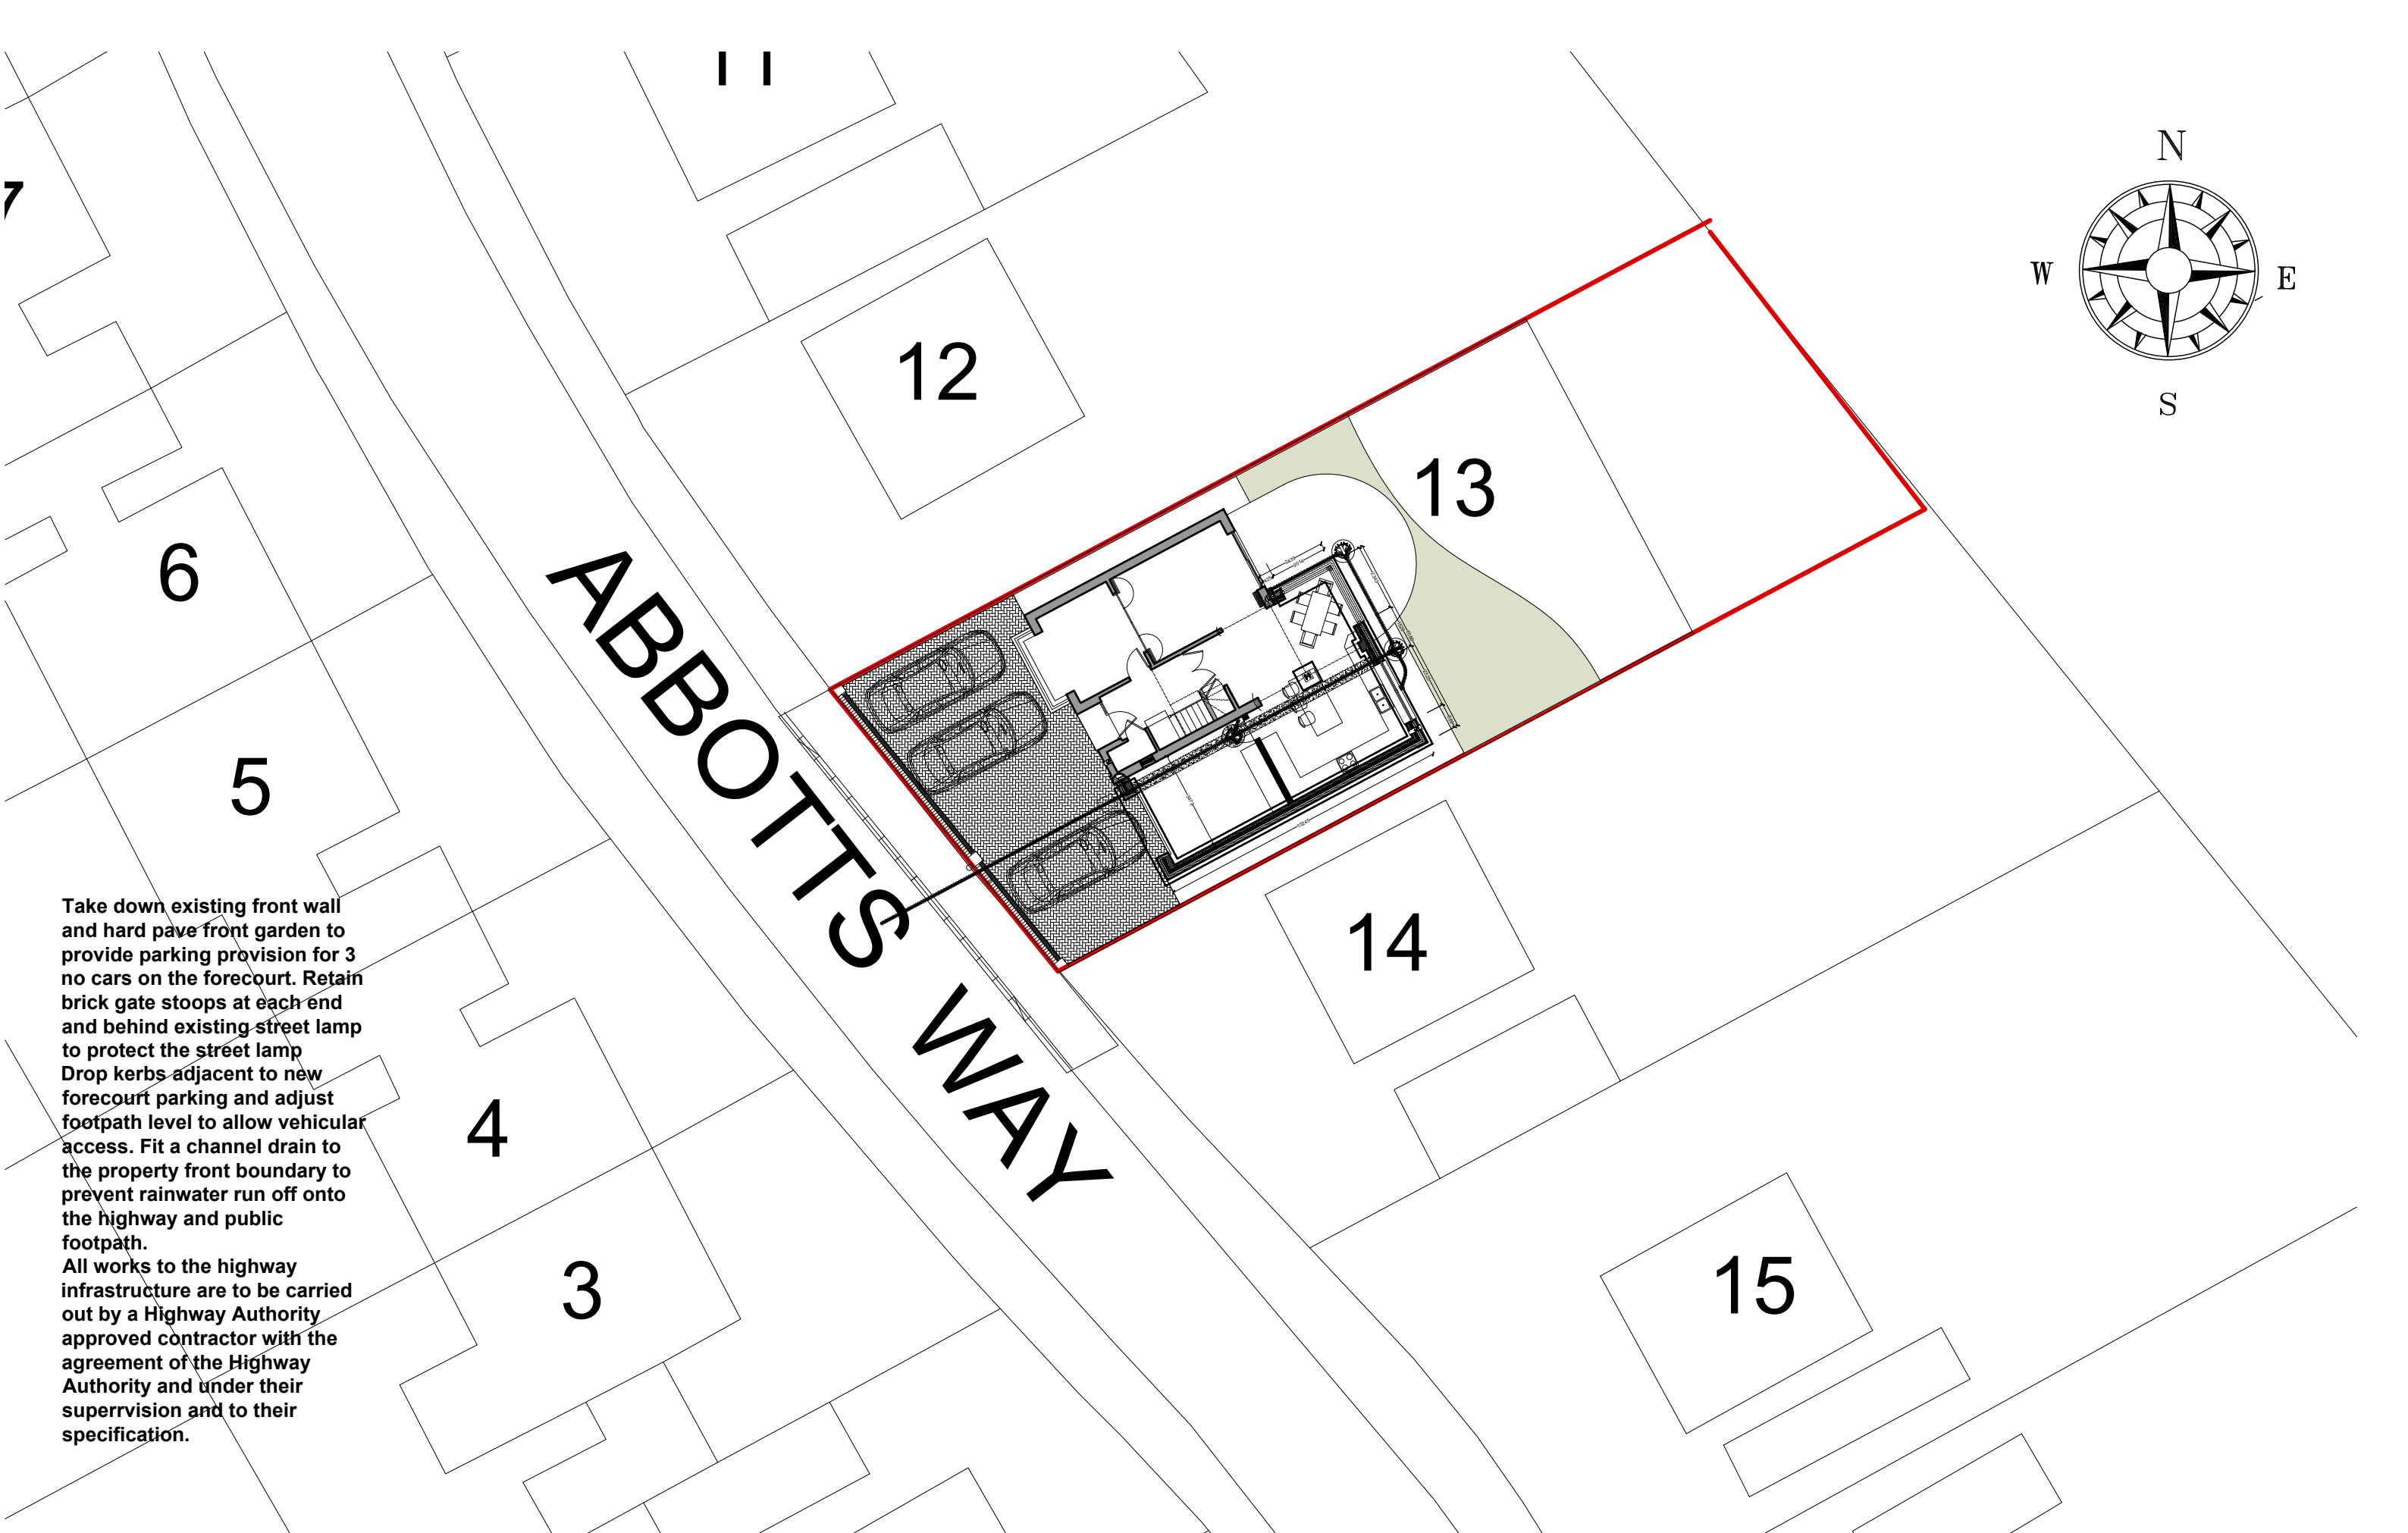 11
7
N
W
E
S
12
13
6
5
ABBOTTS WAY
14
4
3
15
Take down existing front wall
and hard pave front garden to
provide parking provision for 3
no cars on the forecourt. Retain
brick gate stoops at each end
and behind existing street lamp
to protect the street lamp
Drop kerbs adjacent to new
forecourt parking and adjust
footpath level to allow vehicular
access. Fit a channel drain to
the property front boundary to
prevent rainwater run off onto
the highway and public
footpath.
All works to the highway
infrastructure are to be carried
out by a Highway Authority
approved contractor with the
agreement of the Highway
Authority and under their
superrvision and to their
specification.